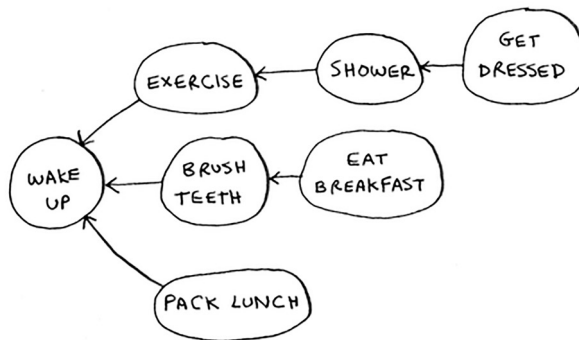 GET
DRESSED
SHOWER
EXERCISE
WAKE
UP
BRUSH
TEETH
EAT
BREAKFAST
PACK LUNCH